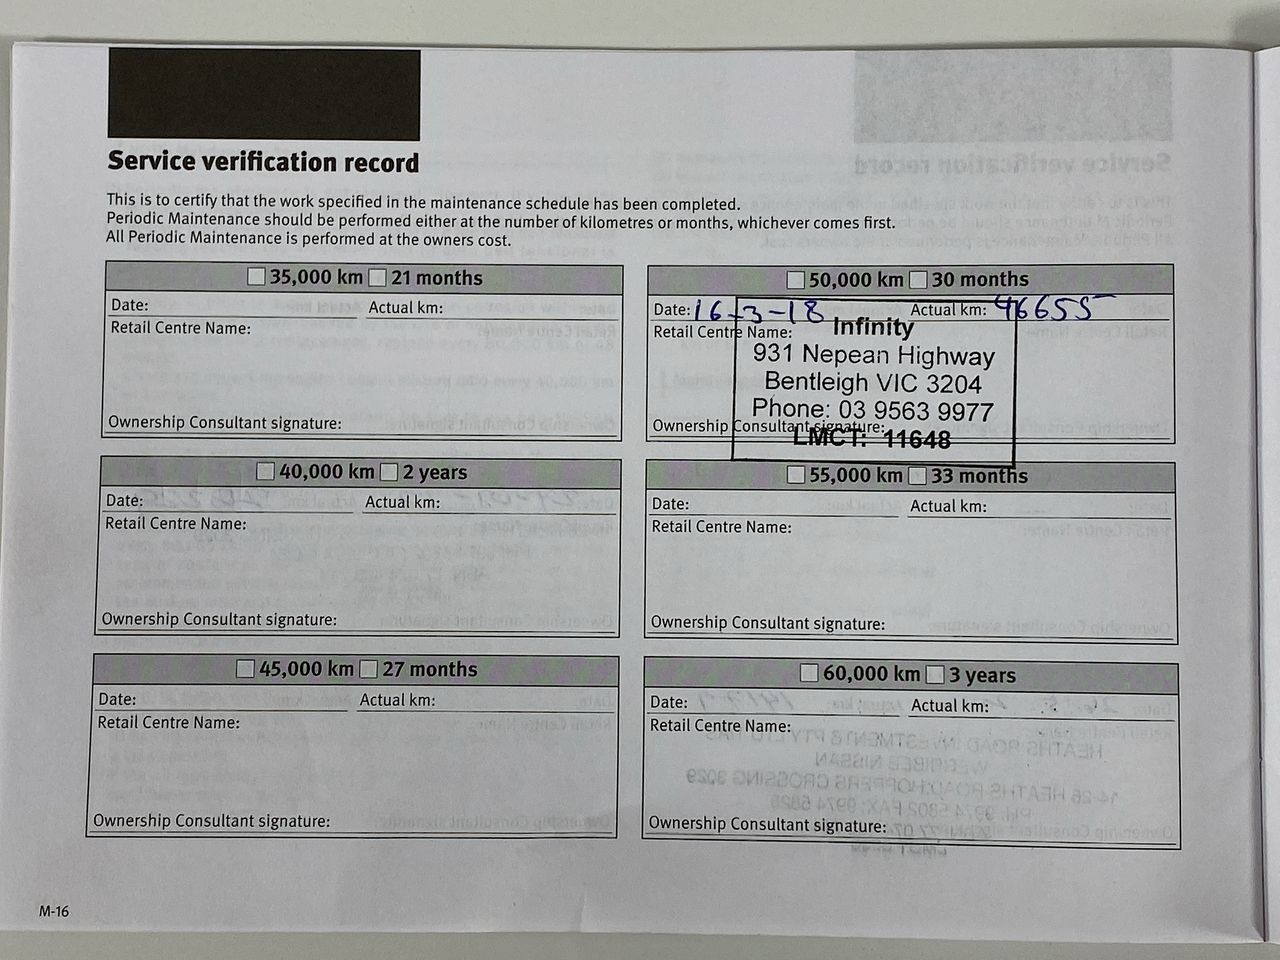 Service verification record
This is to certify that the work specified in the maintenance schedule has been completed.
Periodic Maintenance should be performed either at the number of kilometres or months, whichever comes first.
All Periodic Maintenance is performed at the owners cost.
35,000 km 21 months
Date: Actual km:
Retail Centre Name:
Ownership Consultant signature:
40,000 km 2 years
Date: Actual km:
Retail Centre Name:
Ownership Consultant signature:
45,000 km 27 months
Date: Actual km:
Retail Centre Name:
Ownership Consultant signature:
50,000 km 30 months
Date: 16-3-18 Actual km: 46655
Retail Centre Name:
Infinity
931 Nepean Highway
Bentleigh VIC 3204
Phone: 03 9563 9977
Ownership Consultant signature:
LMCT: 11648
55,000 km 33 months
Date: Actual km:
Retail Centre Name:
Ownership Consultant signature:
60,000 km 3 years
Date: Actual km:
Retail Centre Name:
Ownership Consultant signature:
M-16